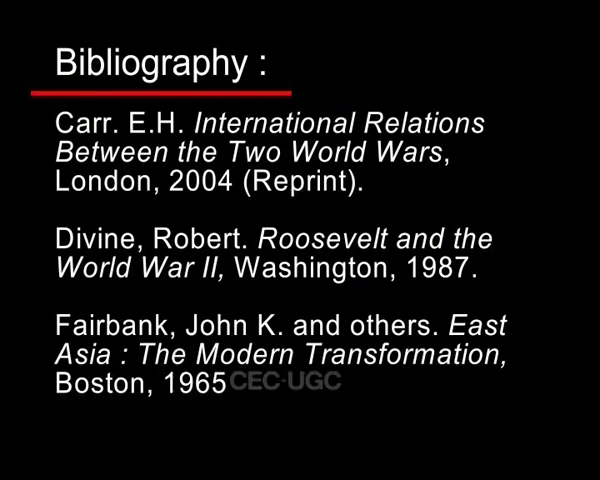 Bibliography :
Carr. E.H. International Relations
Between the Two World Wars,
London, 2004 (Reprint).
Divine, Robert. Roosevelt and the
World War II, Washington, 1987.
Fairbank, John K. and others. East
Asia : The Modern Transformation,
Boston, 1965 CEC-UGC